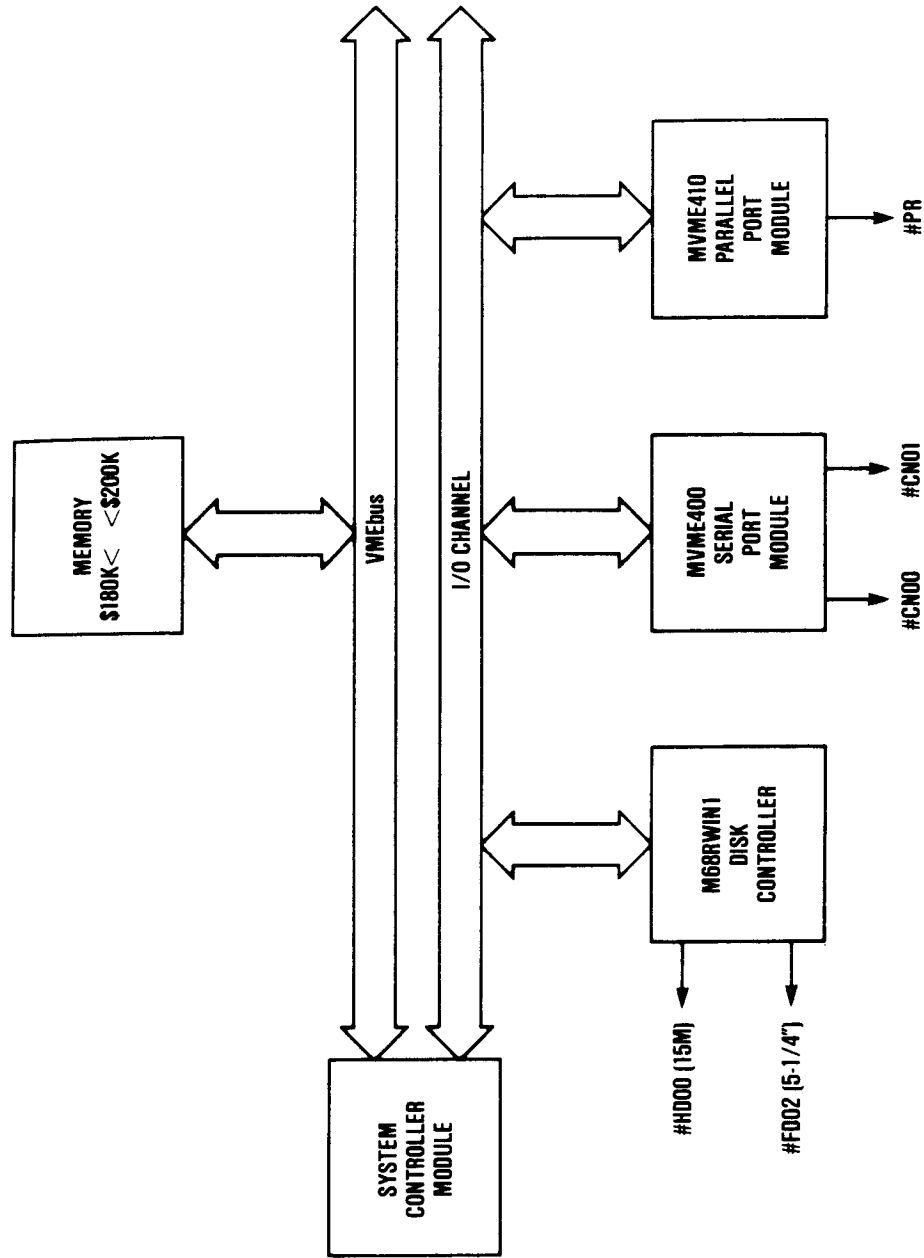 MEMORY
$180K< <$200K
VMEbus
I/O CHANNEL
SYSTEM
CONTROLLER
MODULE
M68RWIN1
DISK
CONTROLLER
#HD00 (15M)
#FD02 (5-1/4")
MVME400
SERIAL
PORT
MODULE
#CN00
#CN01
MVME410
PARALLEL
PORT
MODULE
#PR